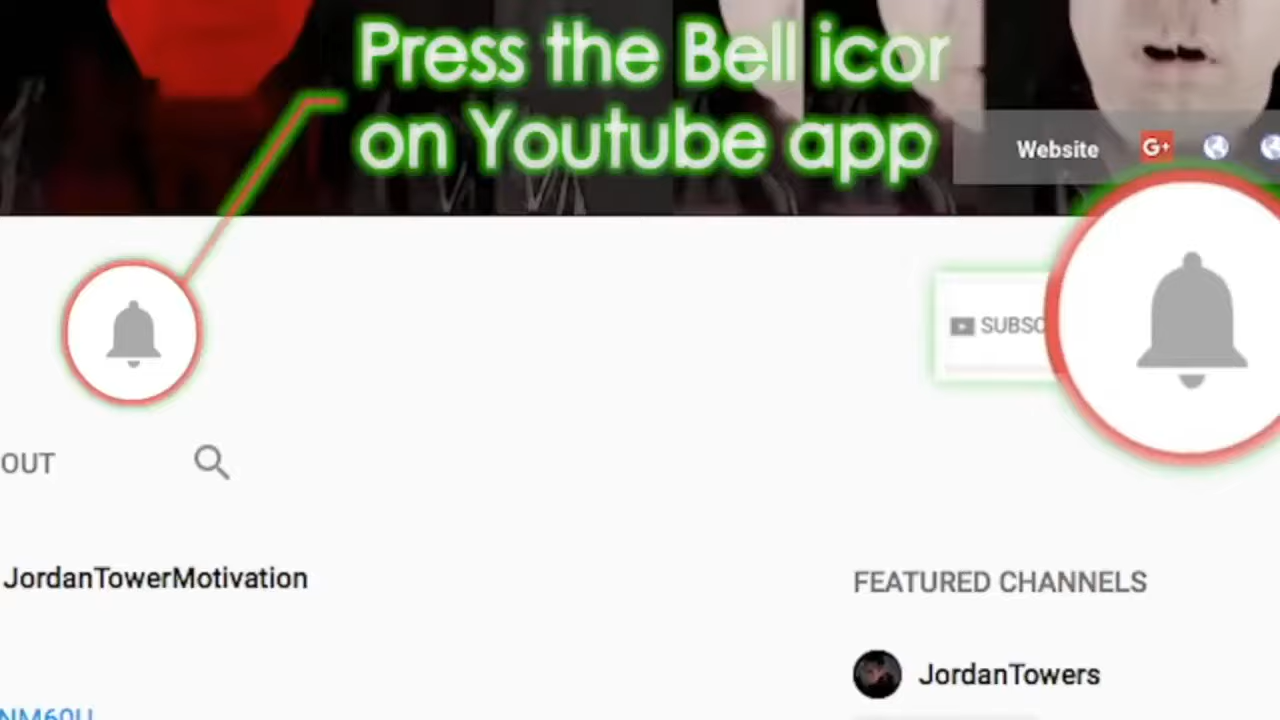 Press the Bell icor
on Youtube app
Website
G+
SUBSC
OUT
JordanTowerMotivation
FEATURED CHANNELS
JordanTowers